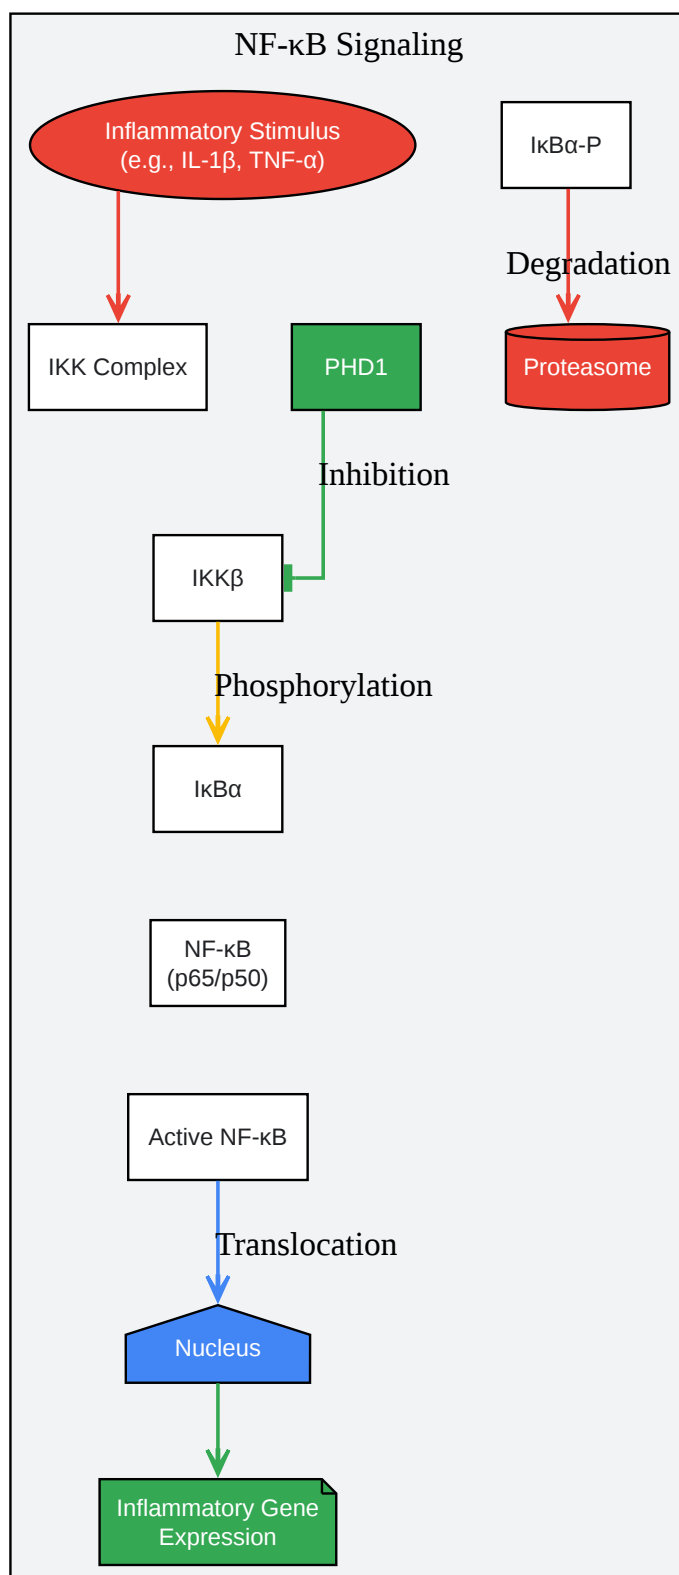 NF-κB Signaling
Inflammatory Stimulus
(e.g., IL-1β, TNF-α)
IκBα-P
Degradation
IKK Complex
PHD1
Proteasome
Inhibition
IKKβ
Phosphorylation
IκBα
NF-κB
(p65/p50)
Active NF-κB
Translocation
Nucleus
Inflammatory Gene
Expression